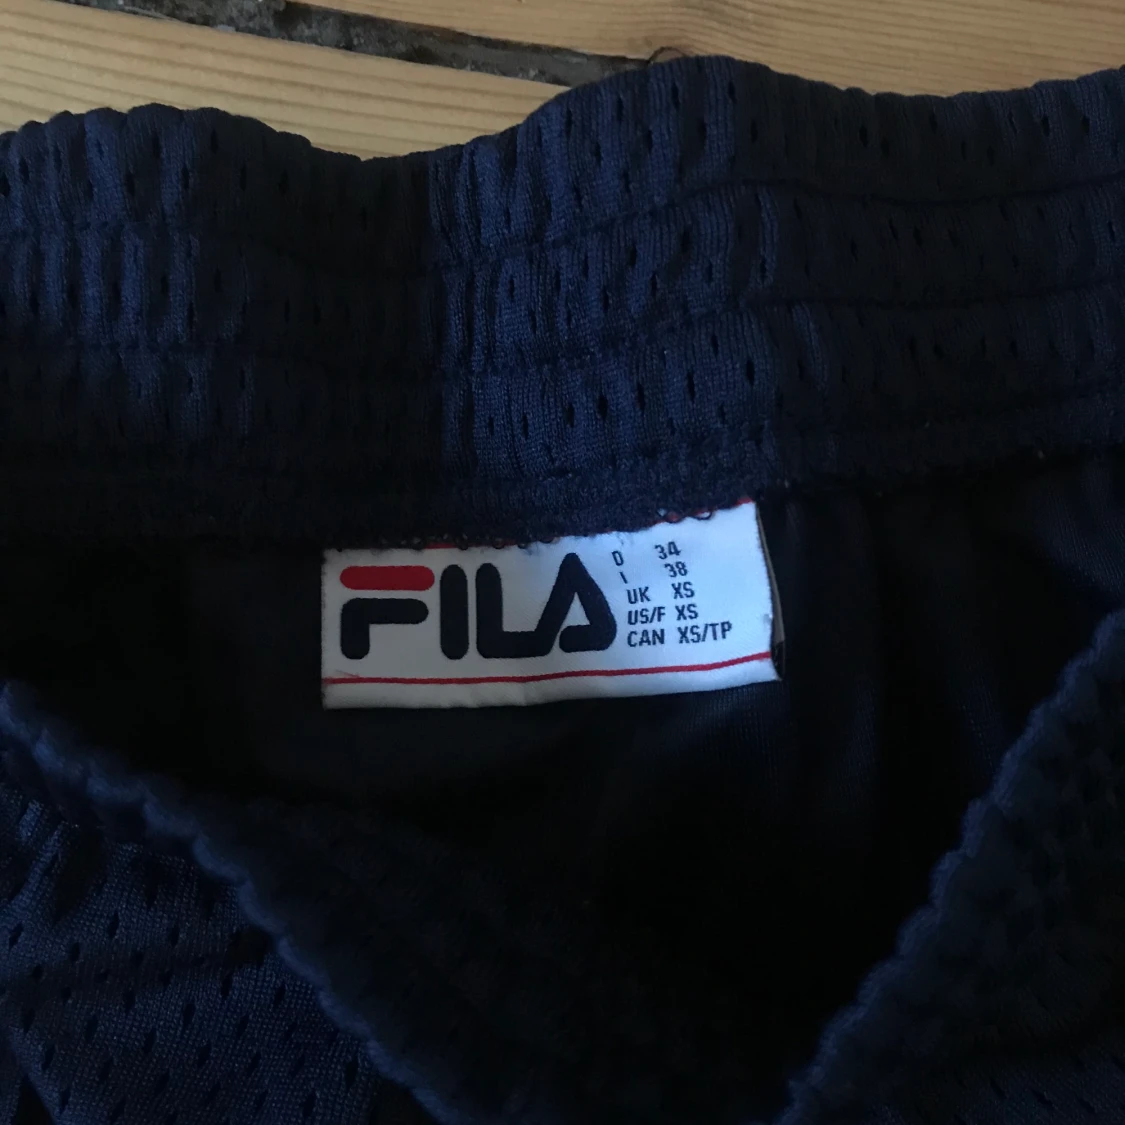 FILA
D 34
I 38
UK XS
US/F XS
CAN XS/TP